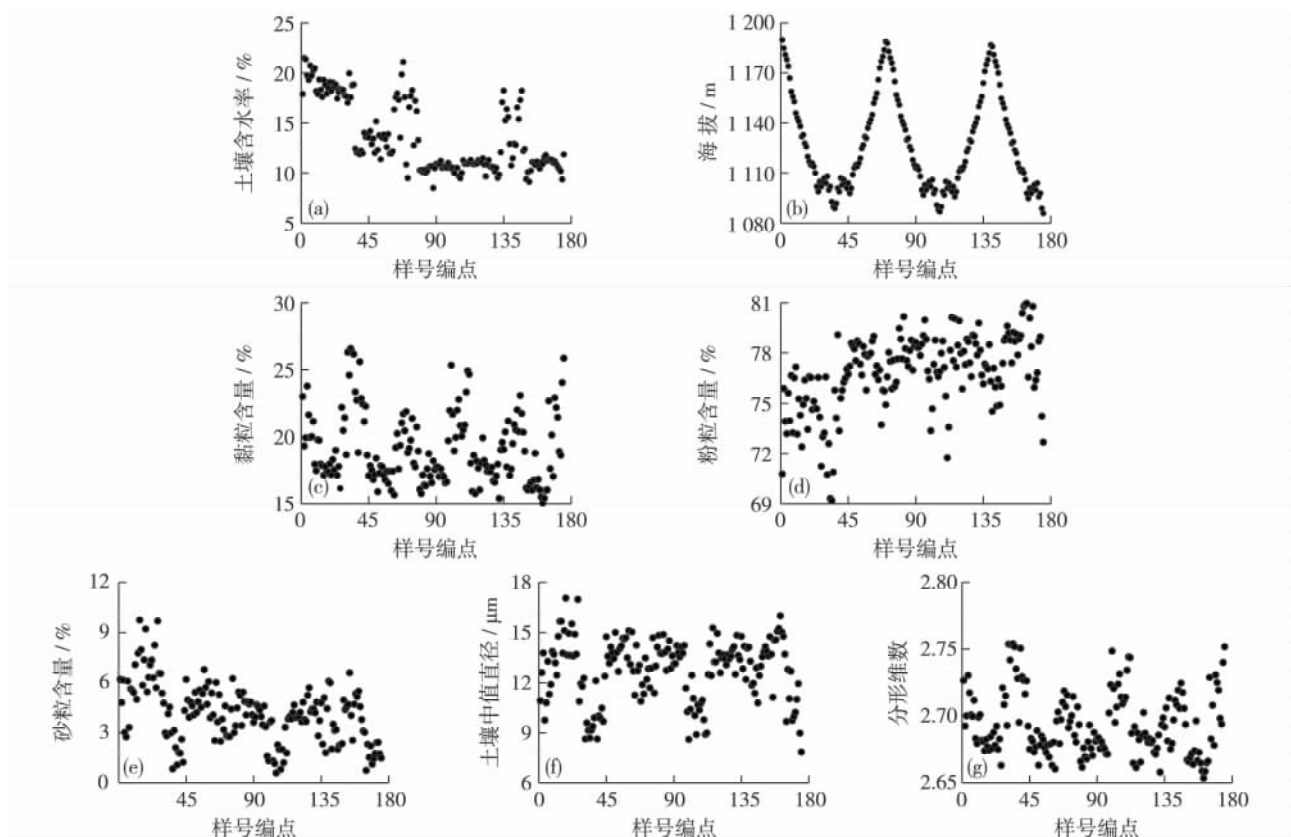 25
20
15
10
5
土壤含水率/%
(a)
0 45 90 135 180
样号编点
1 200
1 170
1 140
1 110
1 080
海拔/m
(b)
0 45 90 135 180
样号编点
30
25
20
15
黏粒含量/%
(c)
0 45 90 135 180
样号编点
81
78
75
72
69
粉粒含量/%
(d)
0 45 90 135 180
样号编点
12
9
6
3
0
砂粒含量/%
(e)
45 90 135 180
样号编点
18
15
12
9
6
土壤中值直径/μm
(f)
0 45 90 135 180
样号编点
2.80
2.75
2.70
2.65
分形维数
(g)
0 45 90 135 180
样号编点